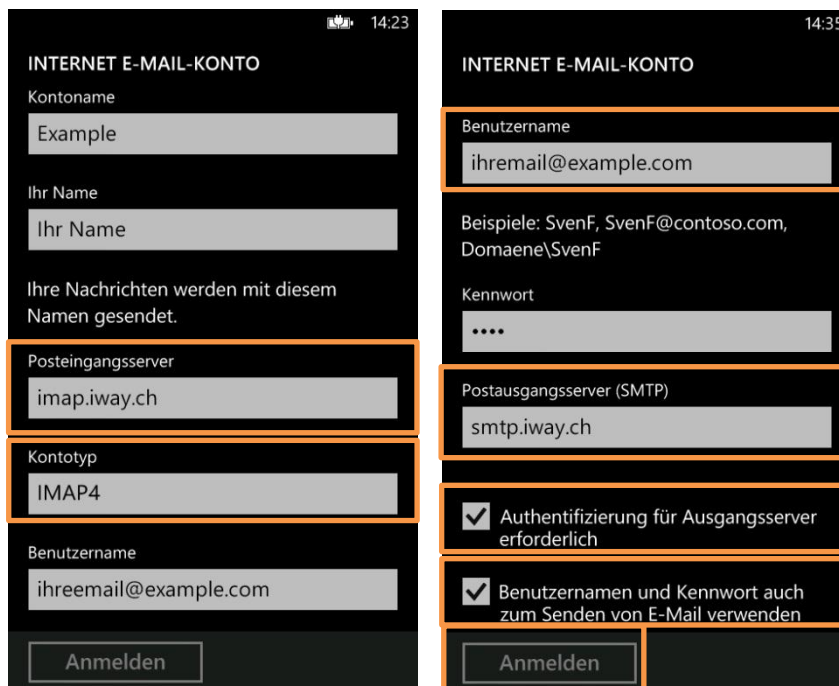 14:23
INTERNET E-MAIL-KONTO
Kontoname
Example
Ihr Name
Ihr Name
Ihre Nachrichten werden mit diesem
Namen gesendet.
Posteingangsserver
imap.iway.ch
Kontotyp
IMAP4
Benutzername
ihreemail@example.com
Anmelden
14:35
INTERNET E-MAIL-KONTO
Benutzername
ihremail@example.com
Beispiele: SvenF, SvenF@contoso.com,
Domaene\SvenF
Kennwort
••••
Postausgangsserver (SMTP)
smtp.iway.ch
Authentifizierung für Ausgangsserver
erforderlich
Benutzernamen und Kennwort auch
zum Senden von E-Mail verwenden
Anmelden